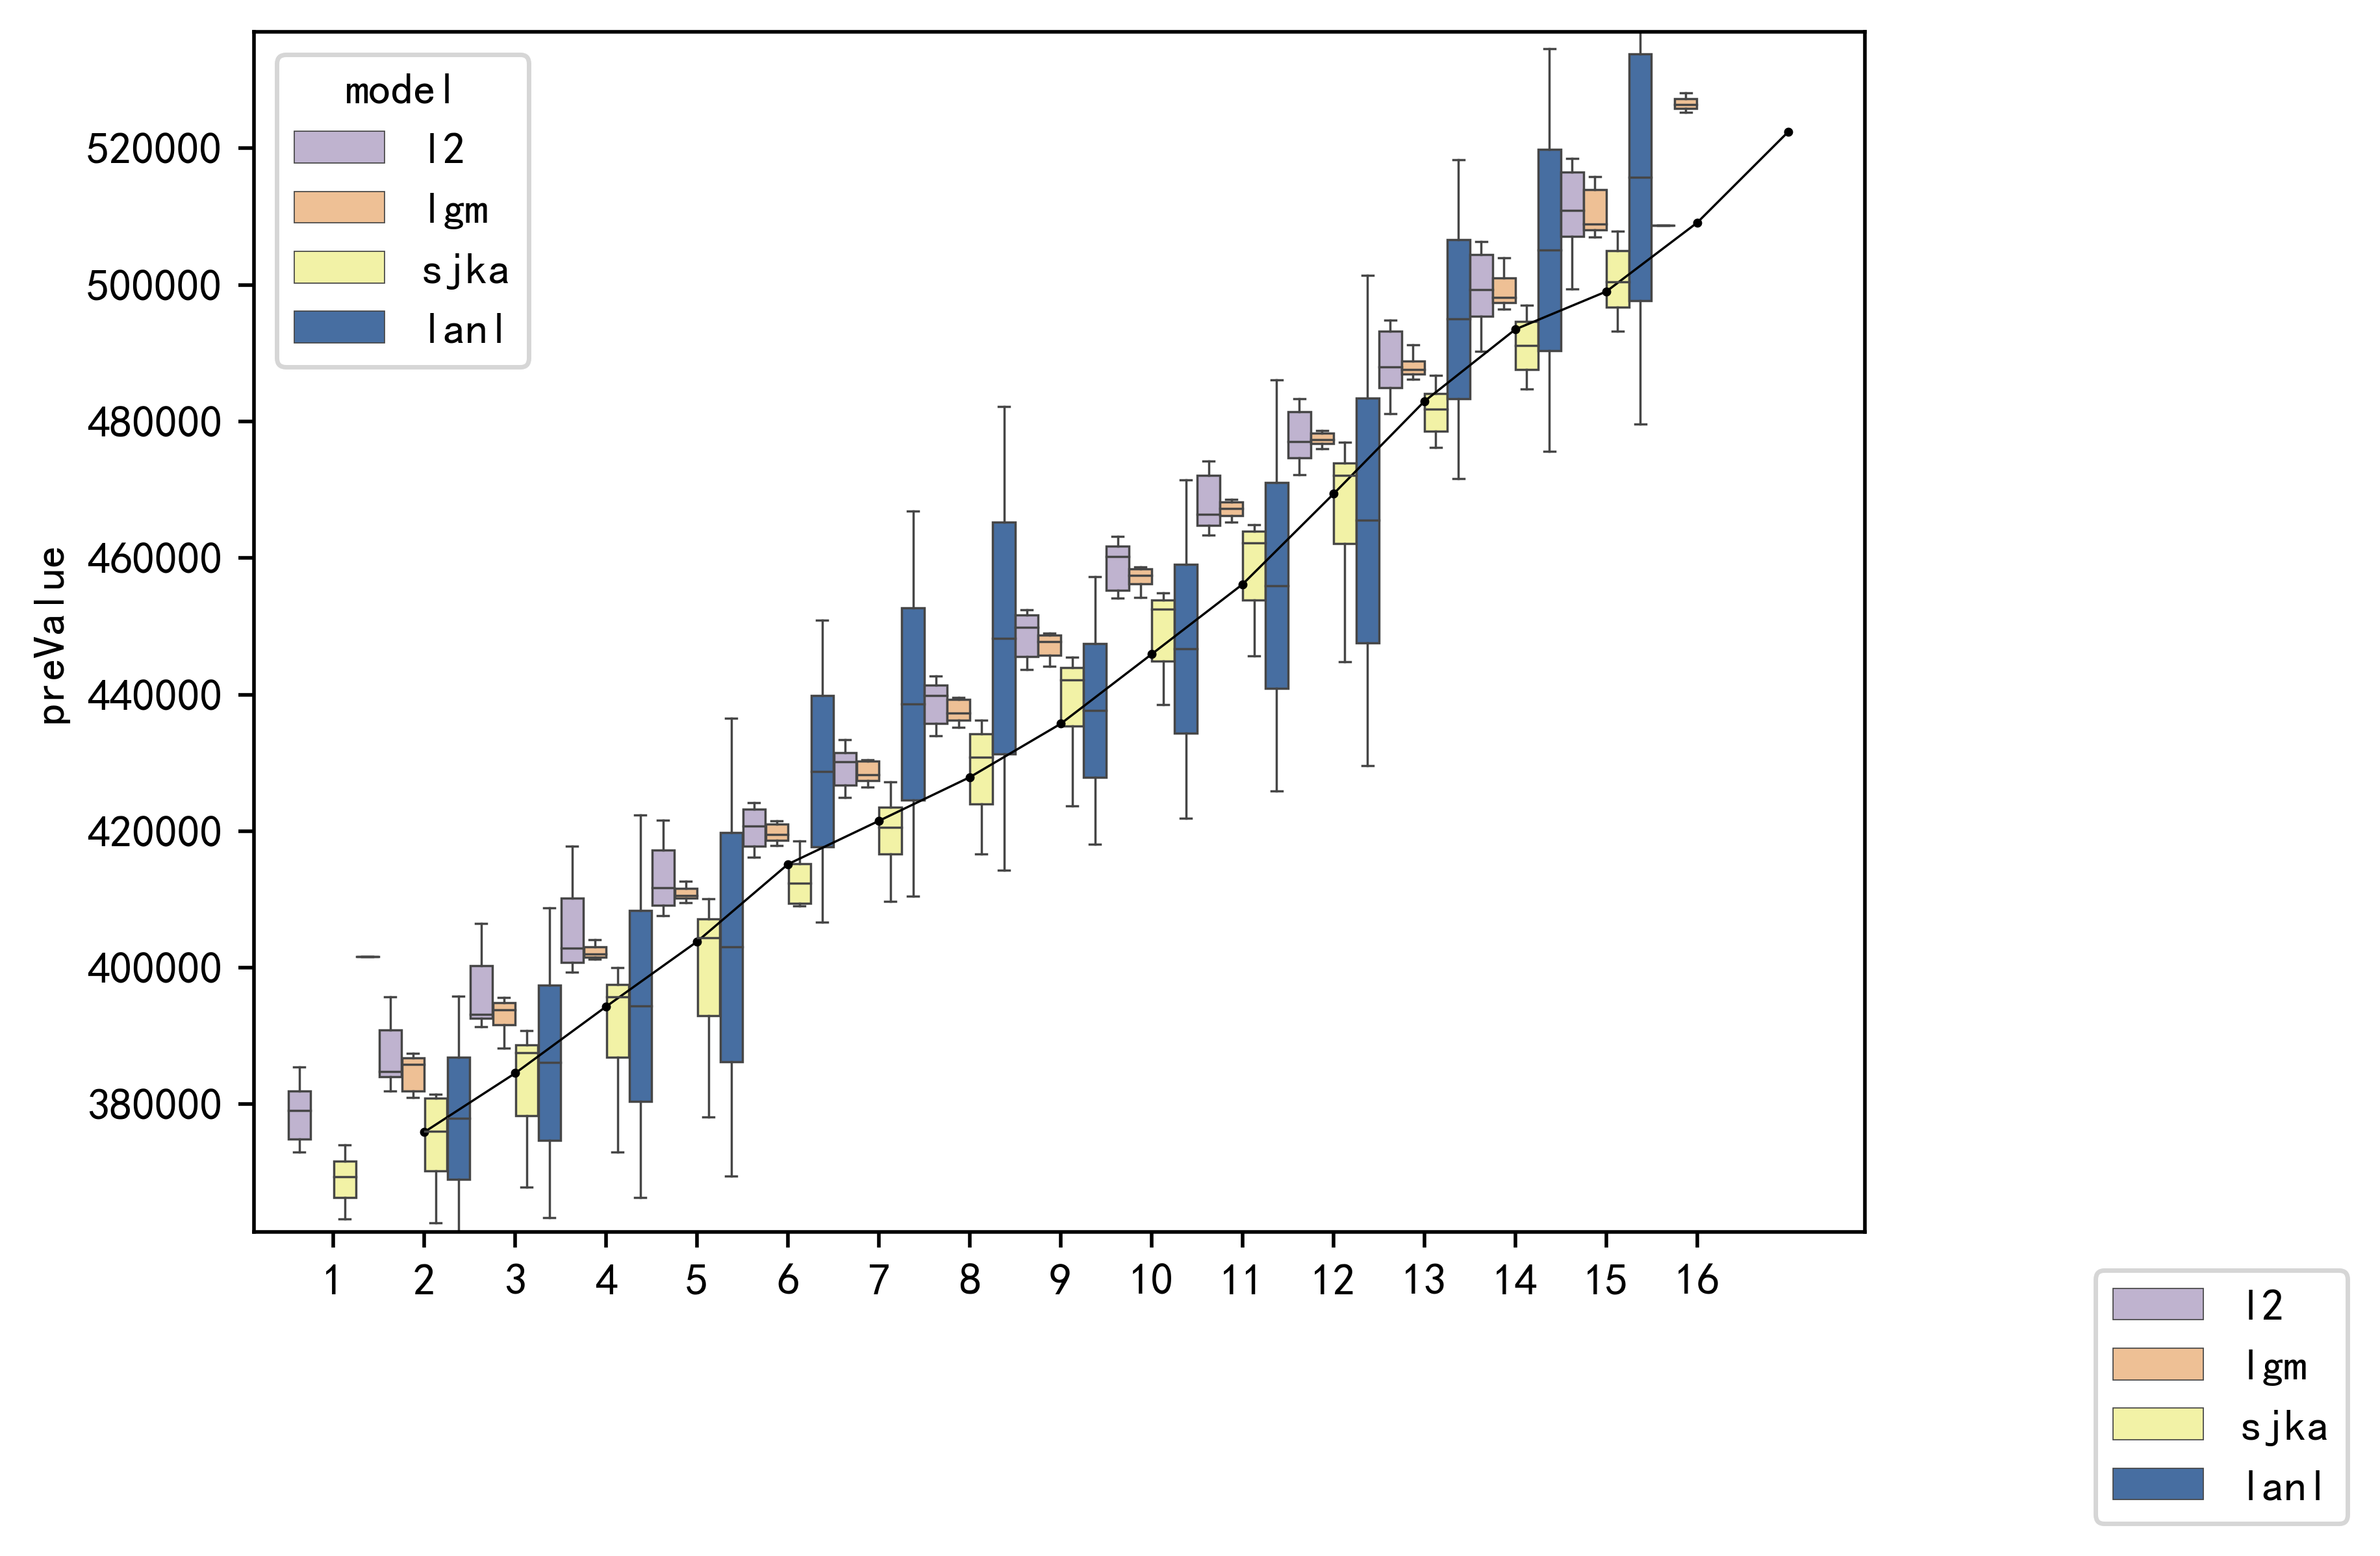 model
l2
lgm
sjka
lanl
520000
500000
480000
460000
440000
420000
400000
380000
preValue
1 2 3 4 5 6 7 8 9 10 11 12 13 14 15 16
l2
lgm
sjka
lanl